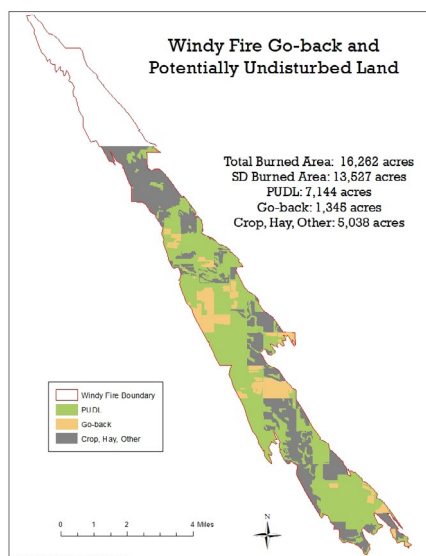 Windy Fire Go-back and
Potentially Undisturbed Land
Total Burned Area: 16,262 acres
SD Burned Area: 13,527 acres
PUDL: 7,144 acres
Go-back: 1,345 acres
Crop, Hay, Other: 5,038 acres
Windy Fire Boundary
PUDL
Go-back
Crop, Hay, Other
N
0 1 2 4 Miles